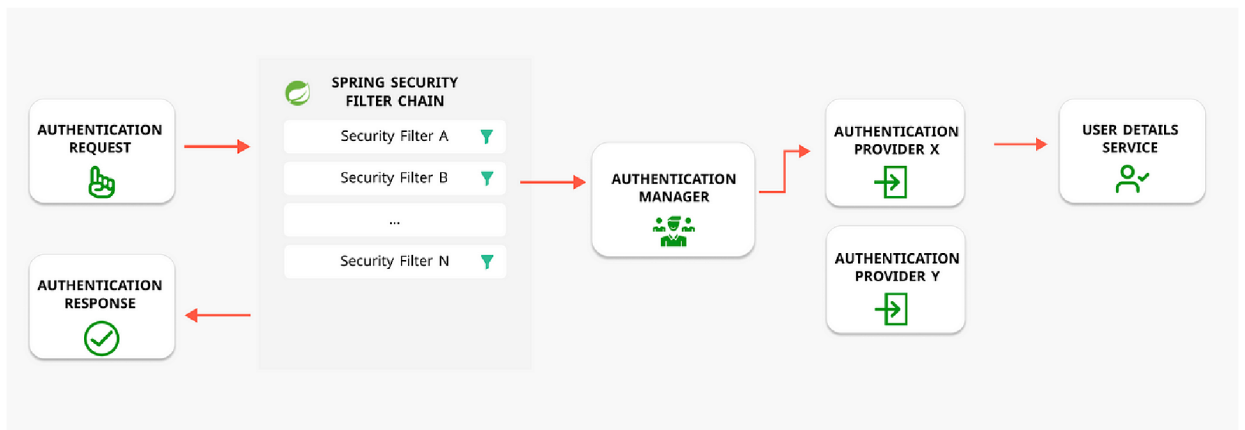 AUTHENTICATION
REQUEST
AUTHENTICATION
RESPONSE
SPRING SECURITY
FILTER CHAIN
Security Filter A
Security Filter B
...
Security Filter N
AUTHENTICATION
MANAGER
AUTHENTICATION
PROVIDER X
AUTHENTICATION
PROVIDER Y
USER DETAILS
SERVICE